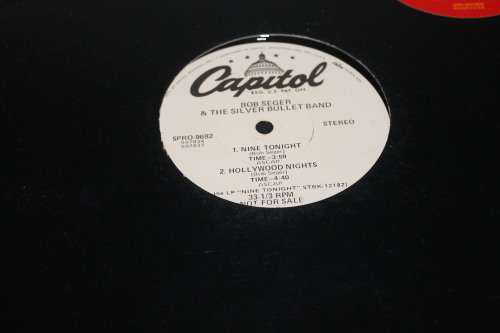 Capitol
REG. U.S. PAT. OFF.
BOB SEGER
& THE SILVER BULLET BAND
SPRO-9692
STEREO
1. NINE TONIGHT
(Bob Seger)
TIME-3:59
ASCAP
2. HOLLYWOOD NIGHTS
(Bob Seger)
TIME-4:40
ASCAP
LP "NINE TONIGHT" STBK-12182)
33 1/3 RPM
NOT FOR SALE